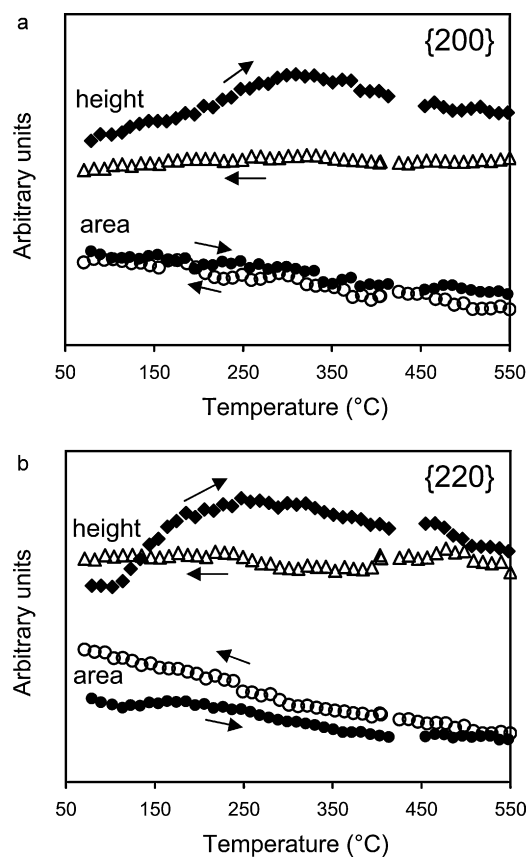 a
{200}
height
area
Arbitrary units
50 150 250 350 450 550
Temperature (°C)
b
{220}
height
area
Arbitrary units
50 150 250 350 450 550
Temperature (°C)